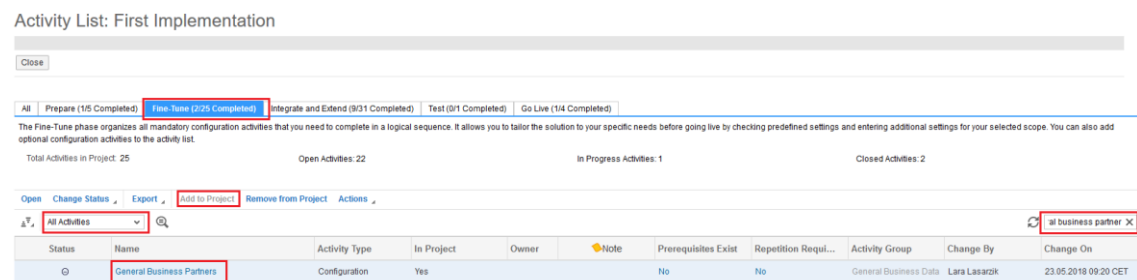 Activity List: First Implementation
Close
All Prepare (1/5 Completed) Fine-Tune (2/25 Completed) Integrate and Extend (9/31 Completed) Test (0/1 Completed) Go Live (1/4 Completed)
The Fine-Tune phase organizes all mandatory configuration activities that you need to complete in a logical sequence. It allows you to tailor the solution to your specific needs before going live by checking predefined settings and entering additional settings for your selected scope. You can also add
optional configuration activities to the activity list.
Total Activities in Project 25 Open Activities: 22 In Progress Activities: 1 Closed Activities: 2
Open Change Status Export Add to Project Remove from Project Actions
All Activities al business partner
Status Name Activity Type In Project Owner Note Prerequisites Exist Repetition Requi... Activity Group Change By Change On
General Business Partners Configuration Yes No No General Business Data Lara Lasarzik 23.05.2018 09:20 CET